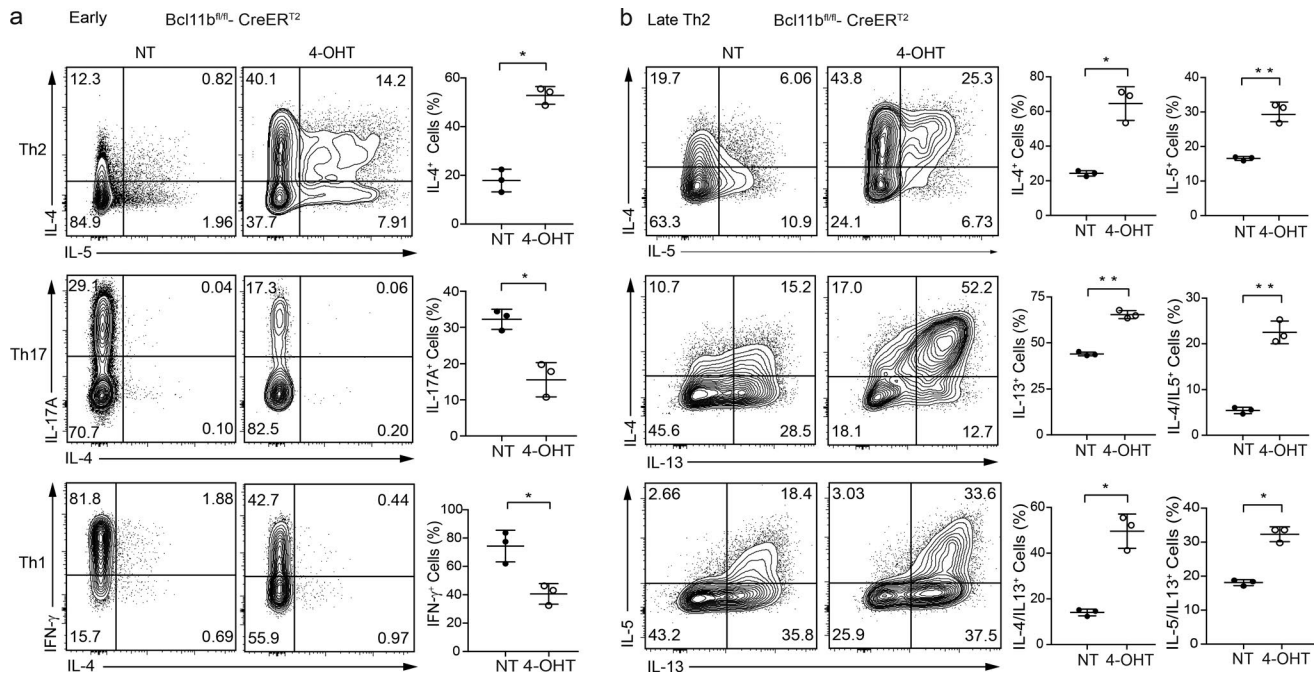 a Early Bcl11bfl/fl- CreERT2
NT 4-OHT
12.3 0.82 40.1 14.2
84.9 1.96 37.7 7.91
Th2
IL-4
IL-5
IL-4+ Cells (%)
60
40
20
0
*
NT 4-OHT
29.1 0.04 17.3 0.06
70.7 0.10 82.5 0.20
Th17
IL-17A
IL-4
IL-17A+ Cells (%)
40
30
20
10
0
*
NT 4-OHT
81.8 1.88 42.7 0.44
15.7 0.69 55.9 0.97
Th1
IFN-γ
IL-4
IFN-γ+ Cells (%)
100
80
60
40
20
0
*
NT 4-OHT
b Late Th2 Bcl11bfl/fl- CreERT2
NT 4-OHT
19.7 6.06 43.8 25.3
63.3 10.9 24.1 6.73
IL-4
IL-5
IL-4+ Cells (%)
80
60
40
20
0
*
NT 4-OHT
IL-5+ Cells (%)
40
30
20
10
0
**
NT 4-OHT
10.7 15.2 17.0 52.2
45.6 28.5 18.1 12.7
IL-4
IL-13
IL-13+ Cells (%)
75
50
25
0
**
NT 4-OHT
IL-4/IL5+ Cells (%)
30
20
10
0
**
NT 4-OHT
2.66 18.4 3.03 33.6
43.2 35.8 25.9 37.5
IL-5
IL-13
IL-4/IL13+ Cells (%)
60
40
20
0
*
NT 4-OHT
IL-5/IL13+ Cells (%)
40
30
20
10
0
*
NT 4-OHT